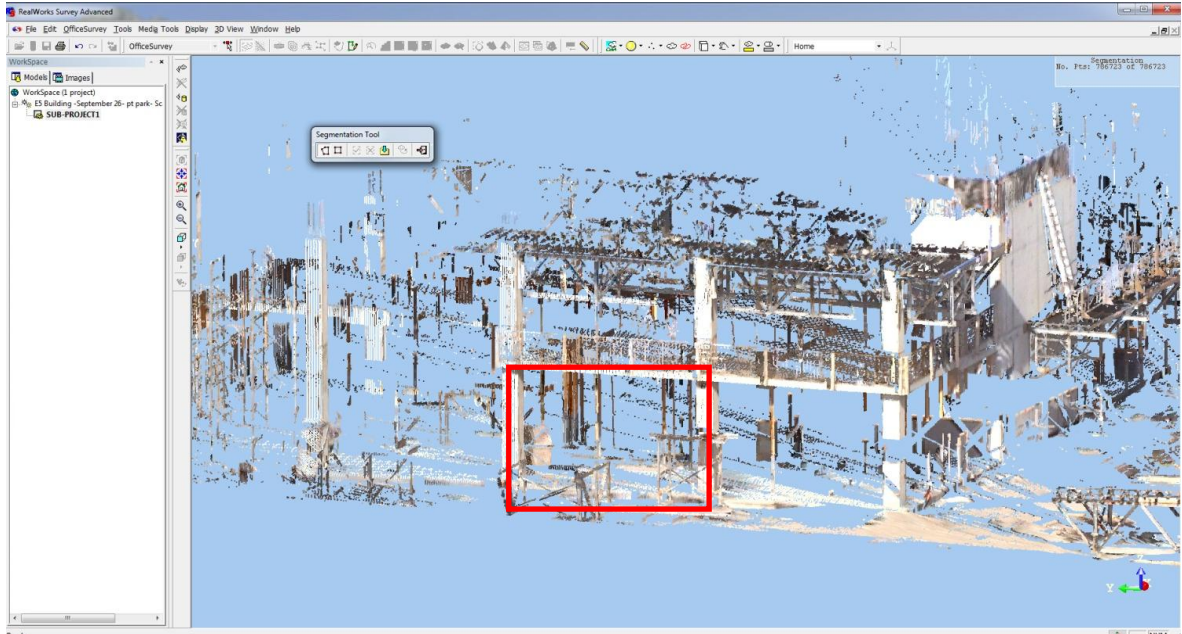 RealWorks Survey Advanced
File Edit OfficeSurvey Tools Media Tools Display 3D View Window Help
OfficeSurvey
Home
WorkSpace
Models Images
WorkSpace (1 project)
E5 Building -September 26- pt park- Sc
SUB-PROJECT1
Segmentation Tool
Segmentation
No. Pts: 786723 of 786723
Y